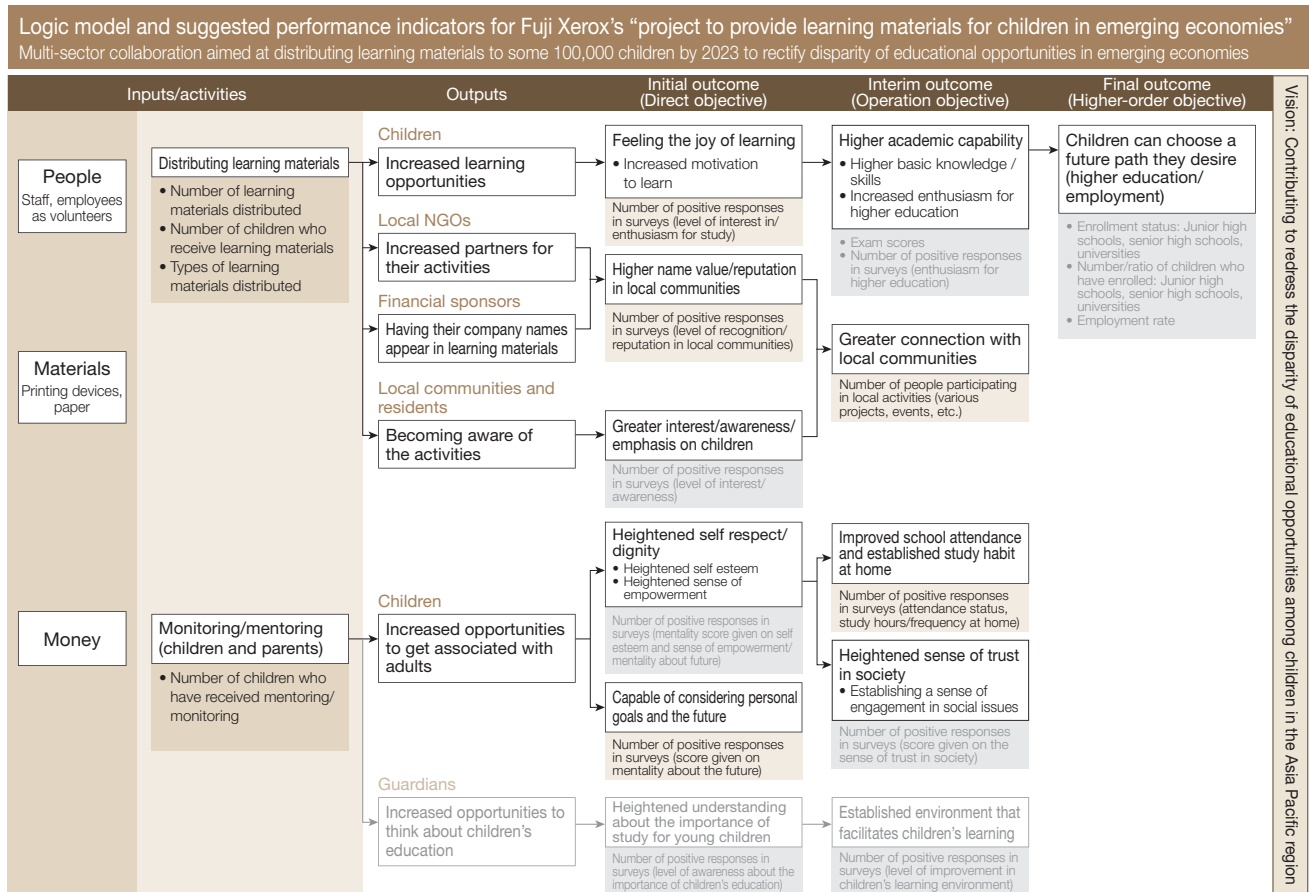 Logic model and suggested performance indicators for Fuji Xerox's “project to provide learning materials for children in emerging economies”
Multi-sector collaboration aimed at distributing learning materials to some 100,000 children by 2023 to rectify disparity of educational opportunities in emerging economies
Inputs/activities
Outputs
Initial outcome
(Direct objective)
Interim outcome
(Operation objective)
Final outcome
(Higher-order objective)
People
Staff, employees
as volunteers
Materials
Printing devices,
paper
Money
Distributing learning materials
• Number of learning
materials distributed
• Number of children who
receive learning materials
• Types of learning
materials distributed
Monitoring/mentoring
(children and parents)
• Number of children who
have received mentoring/
monitoring
Children
Increased learning
opportunities
Local NGOs
Increased partners for
their activities
Financial sponsors
Having their company names
appear in learning materials
Local communities and
residents
Becoming aware of
the activities
Children
Increased opportunities
to get associated with
adults
Guardians
Increased opportunities to
think about children's
education
Feeling the joy of learning
• Increased motivation
to learn
Number of positive responses
in surveys (level of interest in/
enthusiasm for study)
Higher name value/reputation
in local communities
Number of positive responses
in surveys (level of recognition/
reputation in local communities)
Greater interest/awareness/
emphasis on children
Number of positive responses
in surveys (level of interest/
awareness)
Heightened self respect/
dignity
• Heightened self esteem
• Heightened sense of
empowerment
Number of positive responses in
surveys (mentality score given on self
esteem and sense of empowerment/
mentality about future)
Capable of considering personal
goals and the future
Number of positive responses
in surveys (score given on
mentality about the future)
Heightened understanding
about the importance of
study for young children
Number of positive responses in
surveys (level of awareness about the
importance of children's education)
Higher academic capability
• Higher basic knowledge /
skills
• Increased enthusiasm for
higher education
• Exam scores
• Number of positive responses
in surveys (enthusiasm for
higher education)
Greater connection with
local communities
Number of people participating
in local activities (various
projects, events, etc.)
Improved school attendance
and established study habit
at home
Number of positive responses
in surveys (attendance status,
study hours/frequency at home)
Heightened sense of trust
in society
• Establishing a sense of
engagement in social issues
Number of positive responses
in surveys (score given on the
sense of trust in society)
Established environment that
facilitates children's learning
Number of positive responses in
surveys (level of improvement in
children's learning environment)
Children can choose a
future path they desire
(higher education/
employment)
• Enrollment status: Junior high
schools, senior high schools,
universities
• Number/ratio of children who
have enrolled: Junior high
schools, senior high schools,
universities
• Employment rate
Vision: Contributing to redress the disparity of educational opportunities among children in the Asia Pacific region